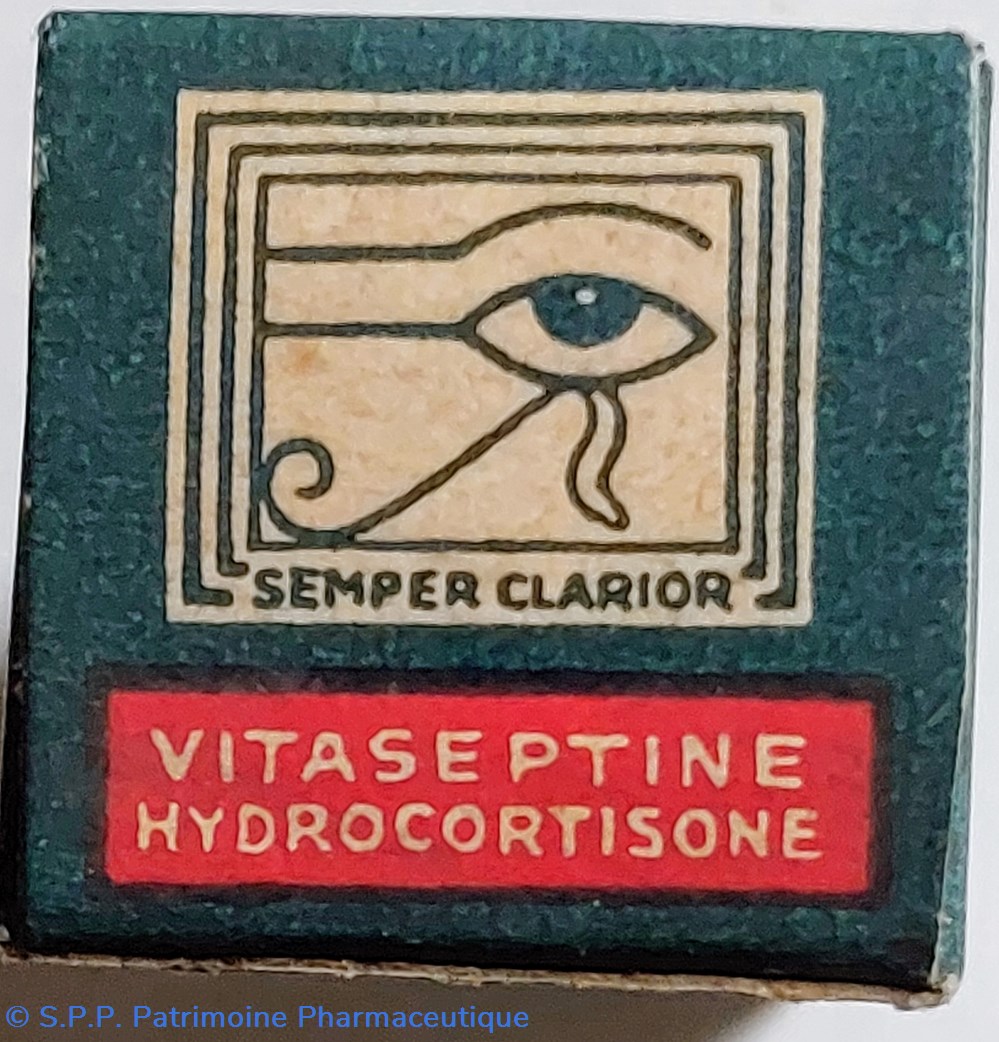 SEMPER CLARIOR
VITASEPTINE
HYDROCORTISONE
© S.P.P. Patrimoine Pharmaceutique